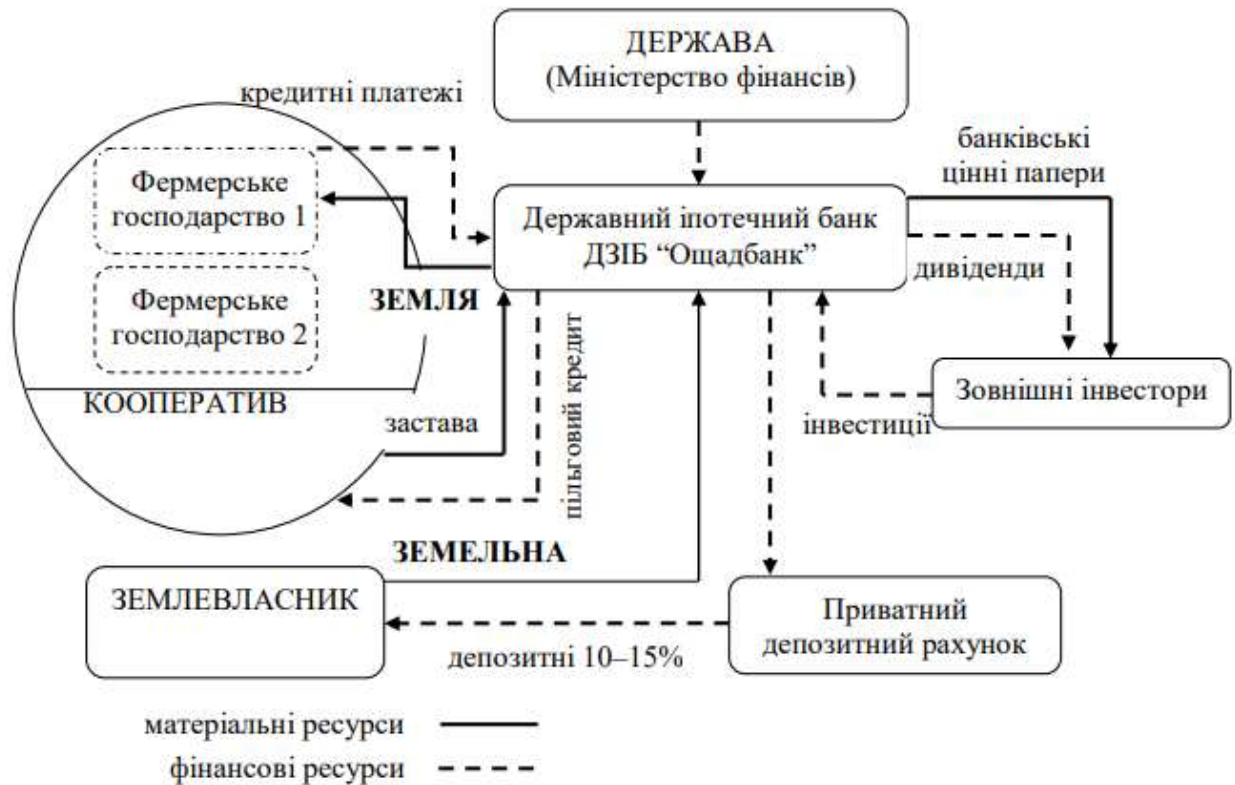 ДЕРЖАВА
(Міністерство фінансів)
кредитні платежі
банківські
цінні папери
Фермерське
господарство 1
Державний іпотечний банк
ДЗІБ “Ощадбанк”
дивіденди
ЗЕМЛЯ
Фермерське
господарство 2
пільговий кредит
Зовнішні інвестори
КООПЕРАТИВ
застава
інвестиції
ЗЕМЕЛЬНА
ЗЕМЛЕВЛАСНИК
Приватний
депозитний рахунок
депозитні 10–15%
матеріальні ресурси
фінансові ресурси